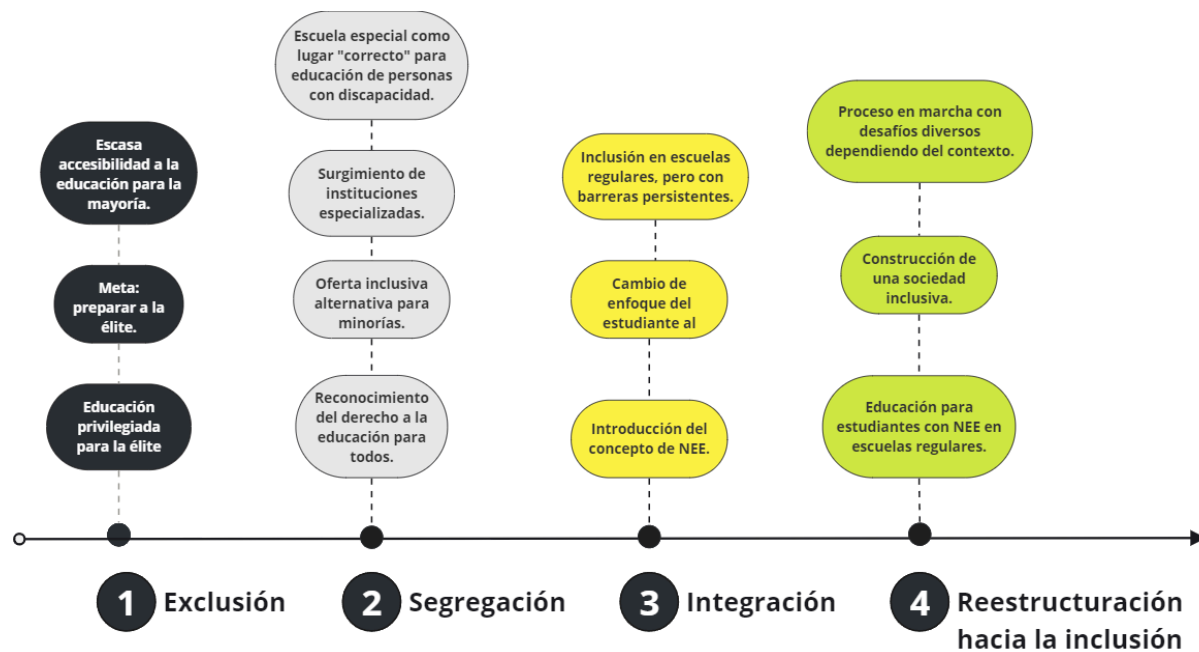 Escasa
accesibilidad a la
educación para la
mayoría.
Meta:
preparar a la
élite.
Educación
privilegiada
para la élite
1 Exclusión
Escuela especial como
lugar "correcto" para
educación de personas
con discapacidad.
Surgimiento de
instituciones
especializadas.
Oferta inclusiva
alternativa para
minorías.
Reconocimiento
del derecho a la
educación para
todos.
2 Segregación
Inclusión en escuelas
regulares, pero con
barreras persistentes.
Cambio de
enfoque del
estudiante al
Introducción del
concepto de NEE.
3 Integración
Proceso en marcha con
desafíos diversos
dependiendo del contexto.
Construcción de
una sociedad
inclusiva.
Educación para
estudiantes con NEE en
escuelas regulares.
4 Reestructuración
hacia la inclusión